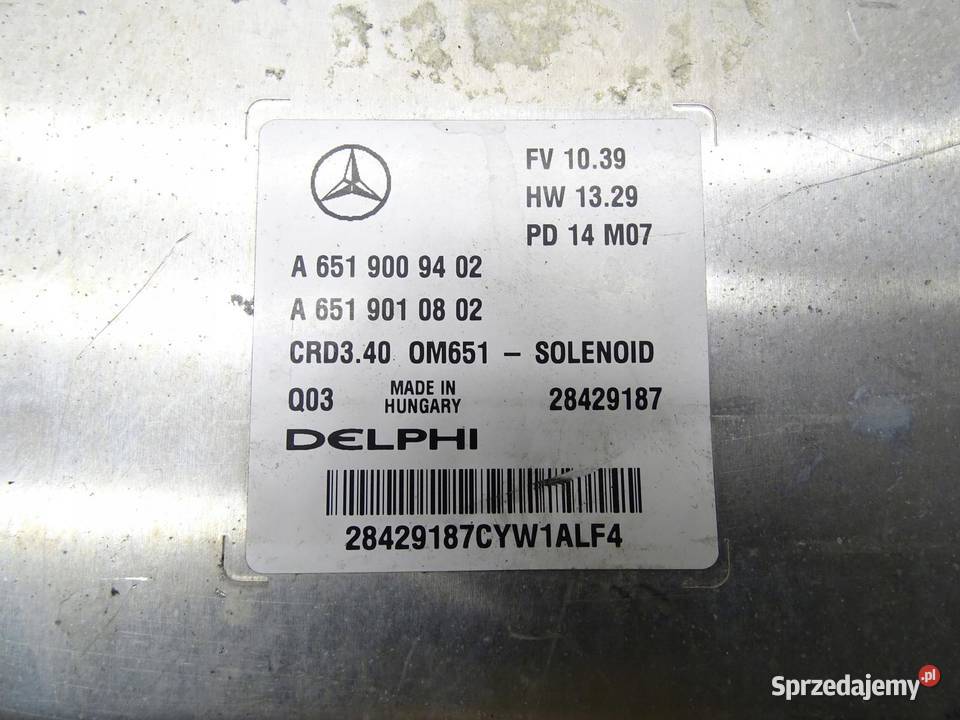 FV 10.39
HW 13.29
PD 14 M07
A 651 900 94 02
A 651 901 08 02
CRD3.40 OM651 – SOLENOID
Q03 MADE IN HUNGARY 28429187
DELPHI
28429187CYW1ALF4
Sprzedajemy.pl